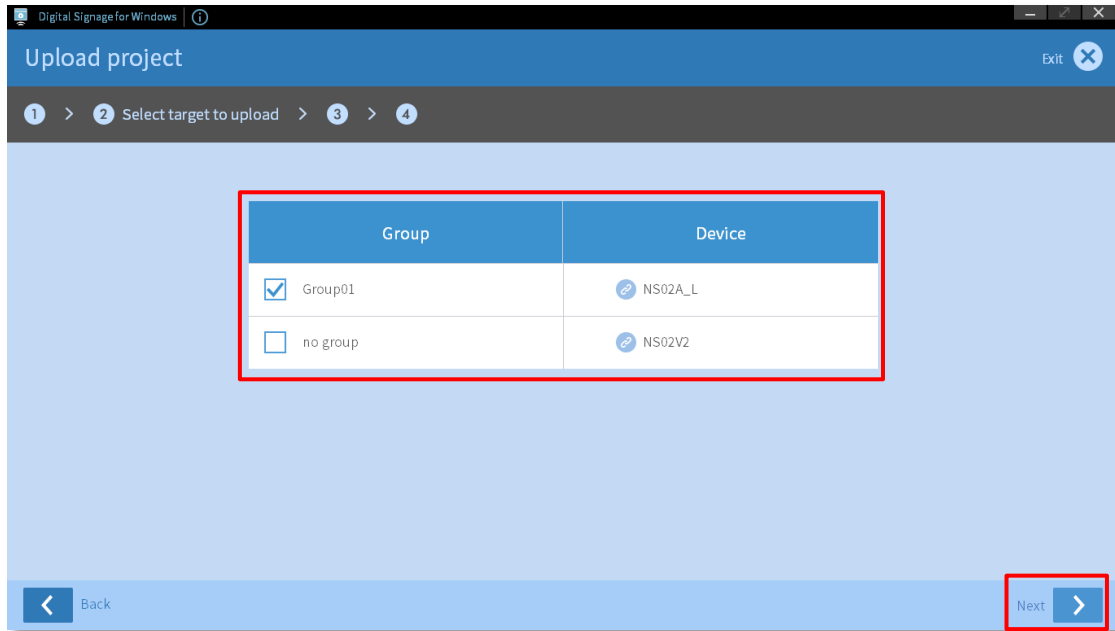 Digital Signage for Windows
Upload project
Exit
1 > 2 Select target to upload > 3 > 4
Group Device
Group01 NS02A_L
no group NS02V2
Back Next